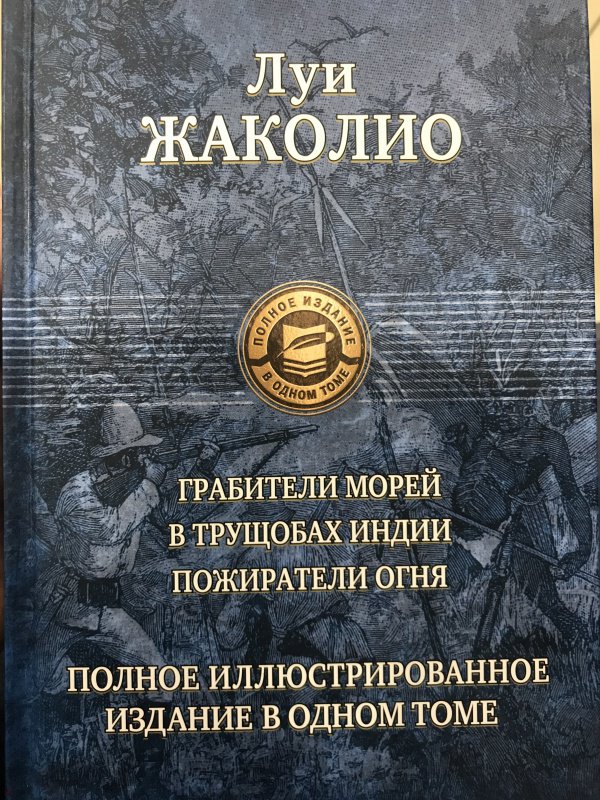 Луи
ЖАКОЛИО
ПОЛНОЕ ИЗДАНИЕ
В ОДНОМ ТОМЕ
ГРАБИТЕЛИ МОРЕЙ
В ТРУЩОБАХ ИНДИИ
ПОЖИРАТЕЛИ ОГНЯ
ПОЛНОЕ ИЛЛЮСТРИРОВАННОЕ
ИЗДАНИЕ В ОДНОМ ТОМЕ